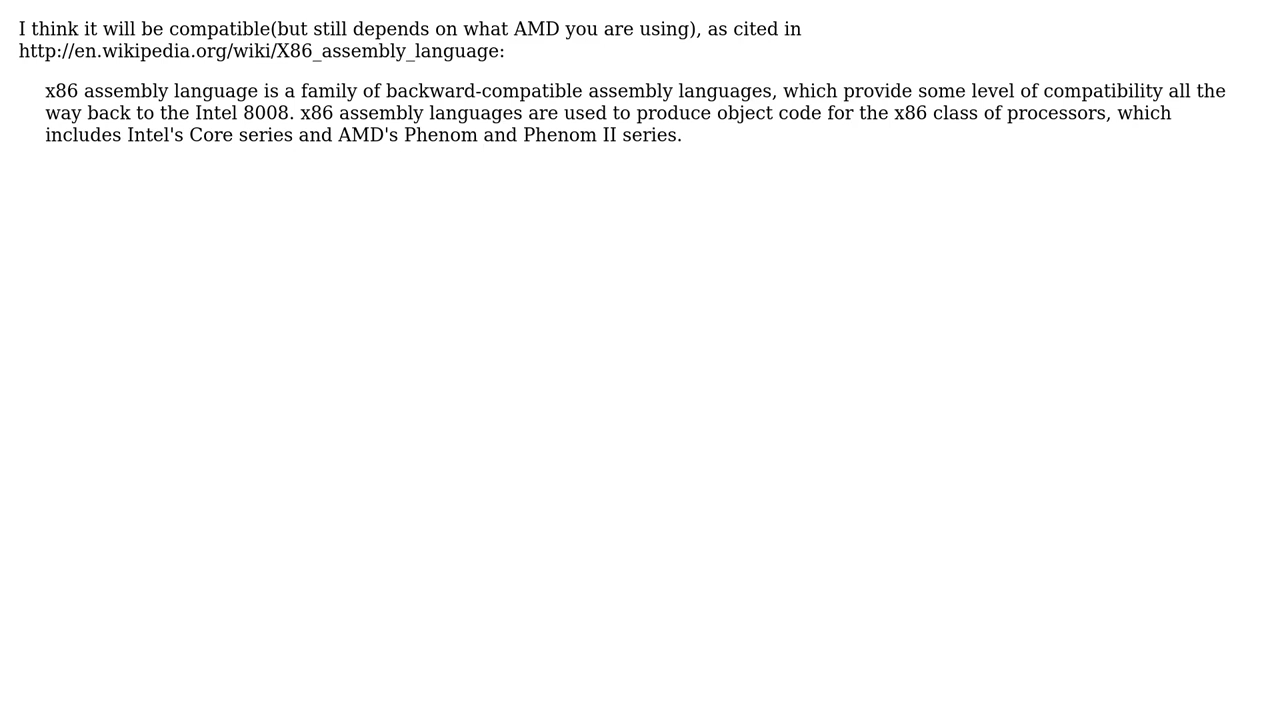 I think it will be compatible(but still depends on what AMD you are using), as cited in
http://en.wikipedia.org/wiki/X86_assembly_language:
x86 assembly language is a family of backward-compatible assembly languages, which provide some level of compatibility all the
way back to the Intel 8008. x86 assembly languages are used to produce object code for the x86 class of processors, which
includes Intel's Core series and AMD's Phenom and Phenom II series.